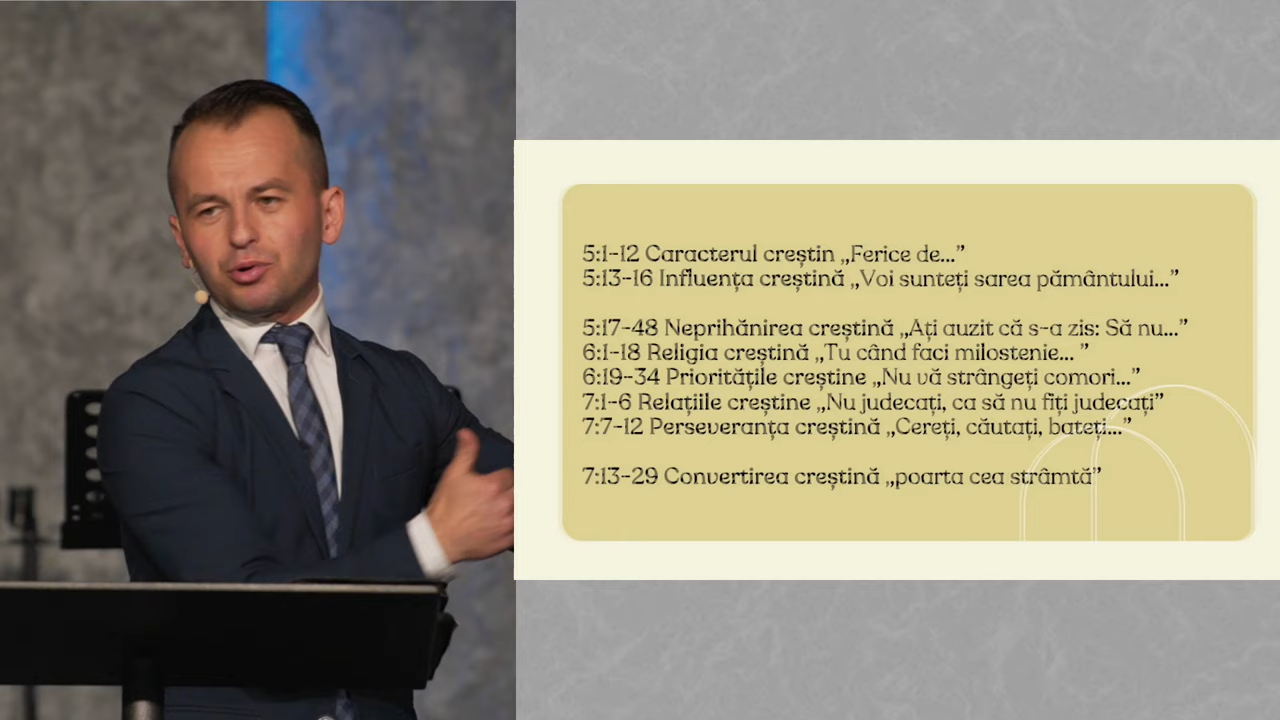 5:1-12 Caracterul creștin „Ferice de...”
5:13-16 Influența creștină „Voi sunteți sarea pământului...”
5:17-48 Neprihănirea creștină „Ați auzit că s-a zis: Să nu...”
6:1-18 Religia creștină „Tu când faci milostenie... ”
6:19-34 Prioritățile creștine „Nu vă strângeți comori...”
7:1-6 Relațiile creștine „Nu judecați, ca să nu fiți judecați”
7:7-12 Perseveranța creștină „Cereți, căutați, bateți...”
7:13-29 Convertirea creștină „poarta cea strâmtă”